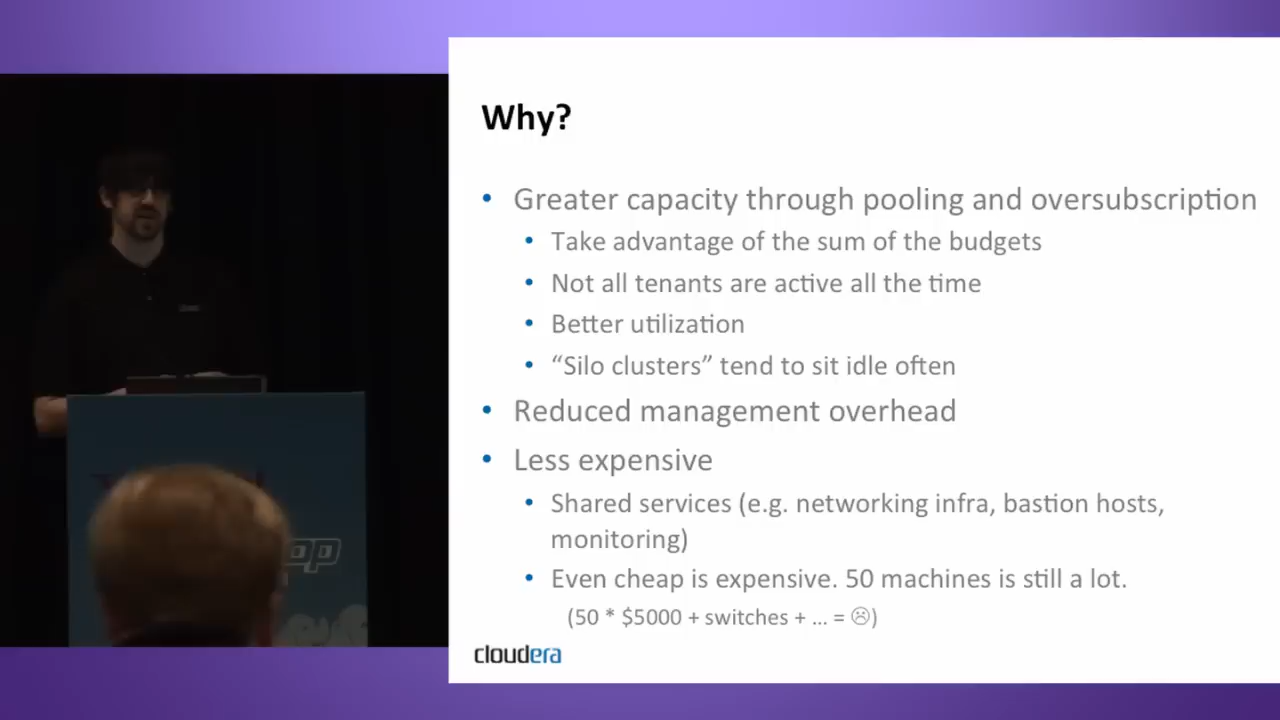 Why?
• Greater capacity through pooling and oversubscription
• Take advantage of the sum of the budgets
• Not all tenants are active all the time
• Better utilization
• “Silo clusters” tend to sit idle often
• Reduced management overhead
• Less expensive
• Shared services (e.g. networking infra, bastion hosts,
monitoring)
• Even cheap is expensive. 50 machines is still a lot.
(50 * $5000 + switches + ... = ☹)
cloudera